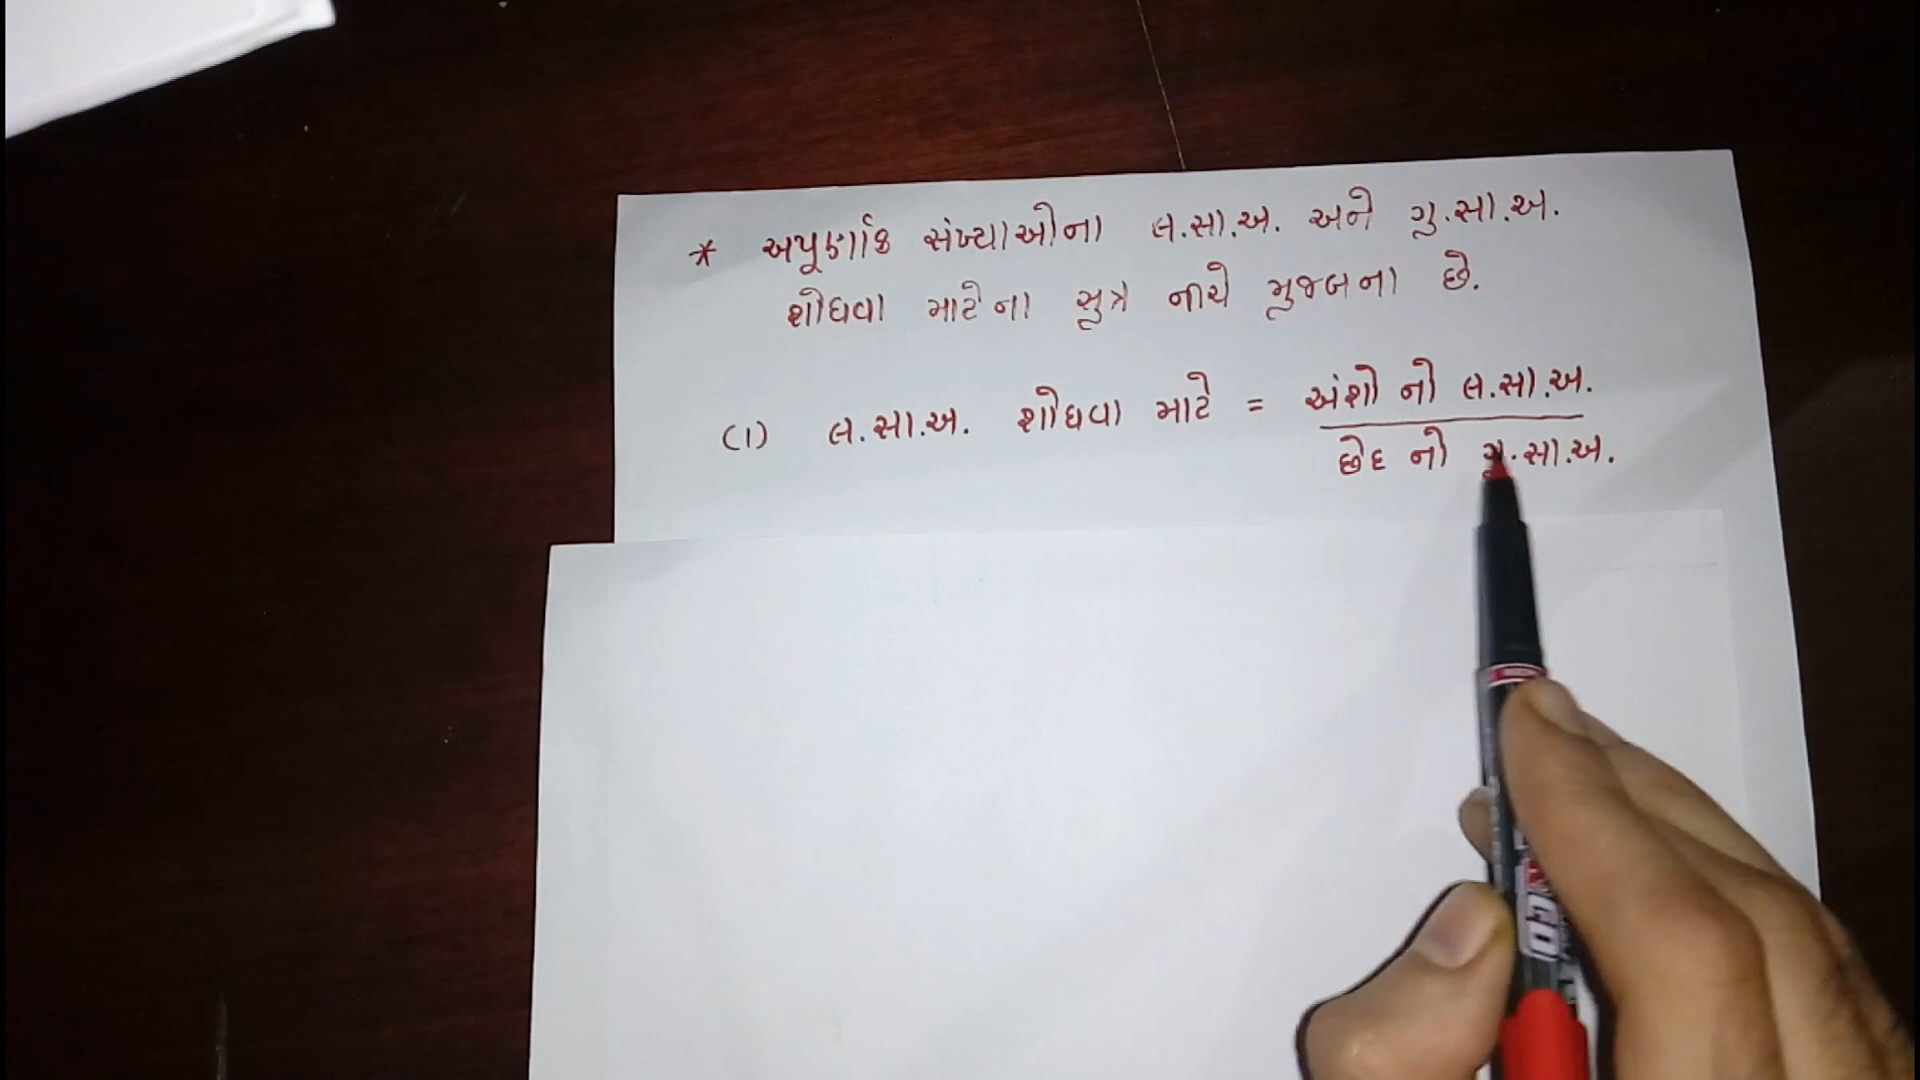 * અપૂર્ણાંક સંખ્યાઓના લ.સા.અ. અને ગુ.સા.અ.
શોધવા માટેના સુત્ર નીચે મુજબના છે.
(1) લ.સા.અ. શોધવા માટે = અંશો નો લ.સા.અ.
છેદ નો ગુ.સા.અ.